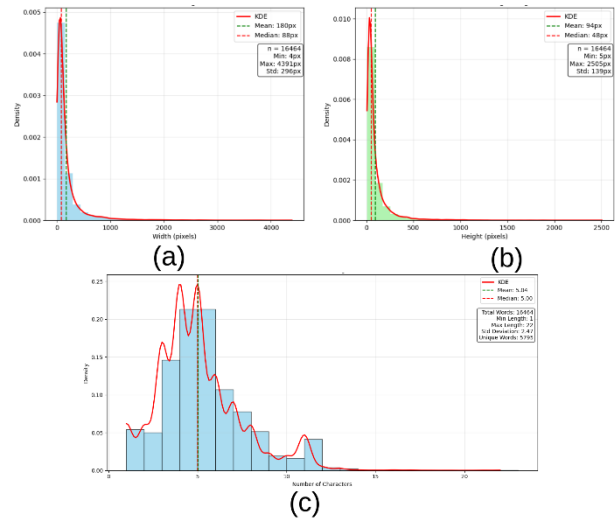 KDE
Mean: 180px
Median: 88px
n = 16464
Min: 4px
Max: 4391px
Std: 296px
0.005
0.004
0.003
0.002
0.001
0.000
Density
0
1000
2000
3000
4000
Width (pixels)
(a)
KDE
Mean: 94px
Median: 48px
n = 16464
Min: 5px
Max: 2505px
Std: 139px
0.010
0.008
0.006
0.004
0.002
0.000
Density
0
500
1000
1500
2000
2500
Height (pixels)
(b)
KDE
Mean: 5.04
Median: 5.00
Total Words: 16464
Min Length: 1
Max Length: 22
Std Deviation: 2.47
Unique Words: 5795
0.25
0.20
0.15
0.10
0.05
0.00
Density
0
5
10
15
20
Number of Characters
(c)